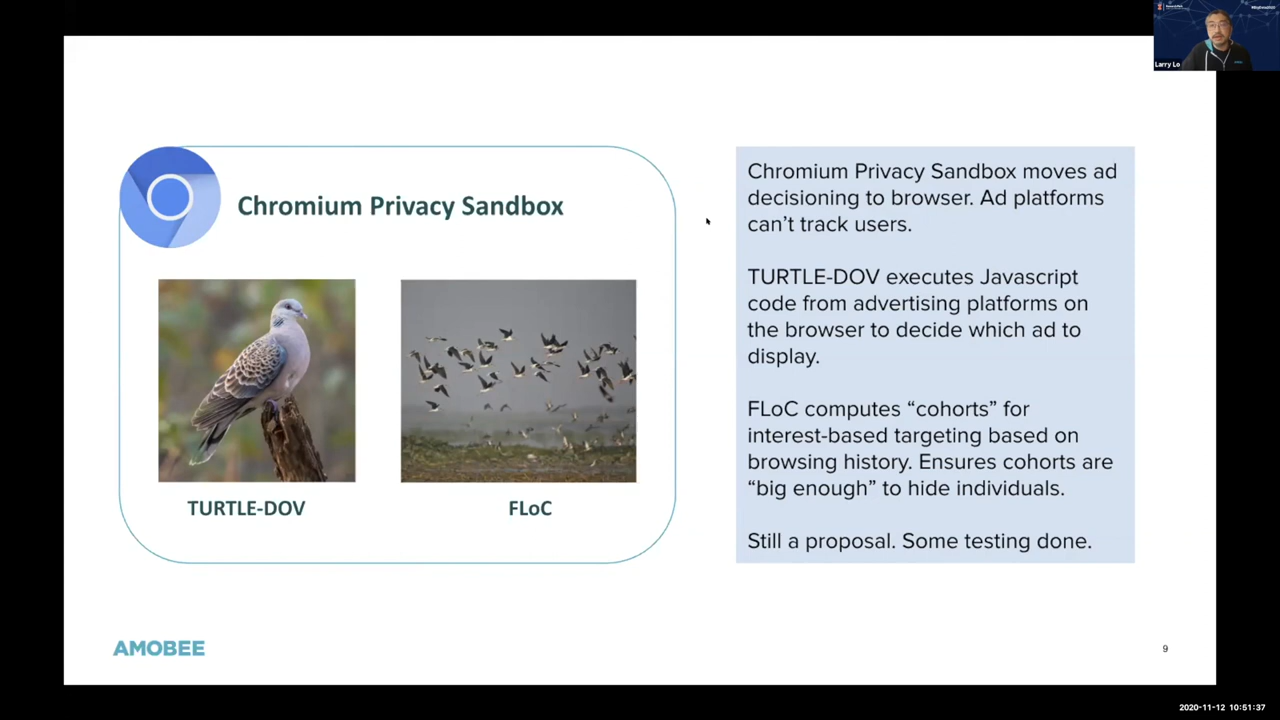 Larry Lo
Chromium Privacy Sandbox
TURTLE-DOV
FLoC
Chromium Privacy Sandbox moves ad
decisioning to browser. Ad platforms
can’t track users.
TURTLE-DOV executes Javascript
code from advertising platforms on
the browser to decide which ad to
display.
FLoC computes “cohorts” for
interest-based targeting based on
browsing history. Ensures cohorts are
“big enough” to hide individuals.
Still a proposal. Some testing done.
AMOBEE
9
2020-11-12 10:51:37